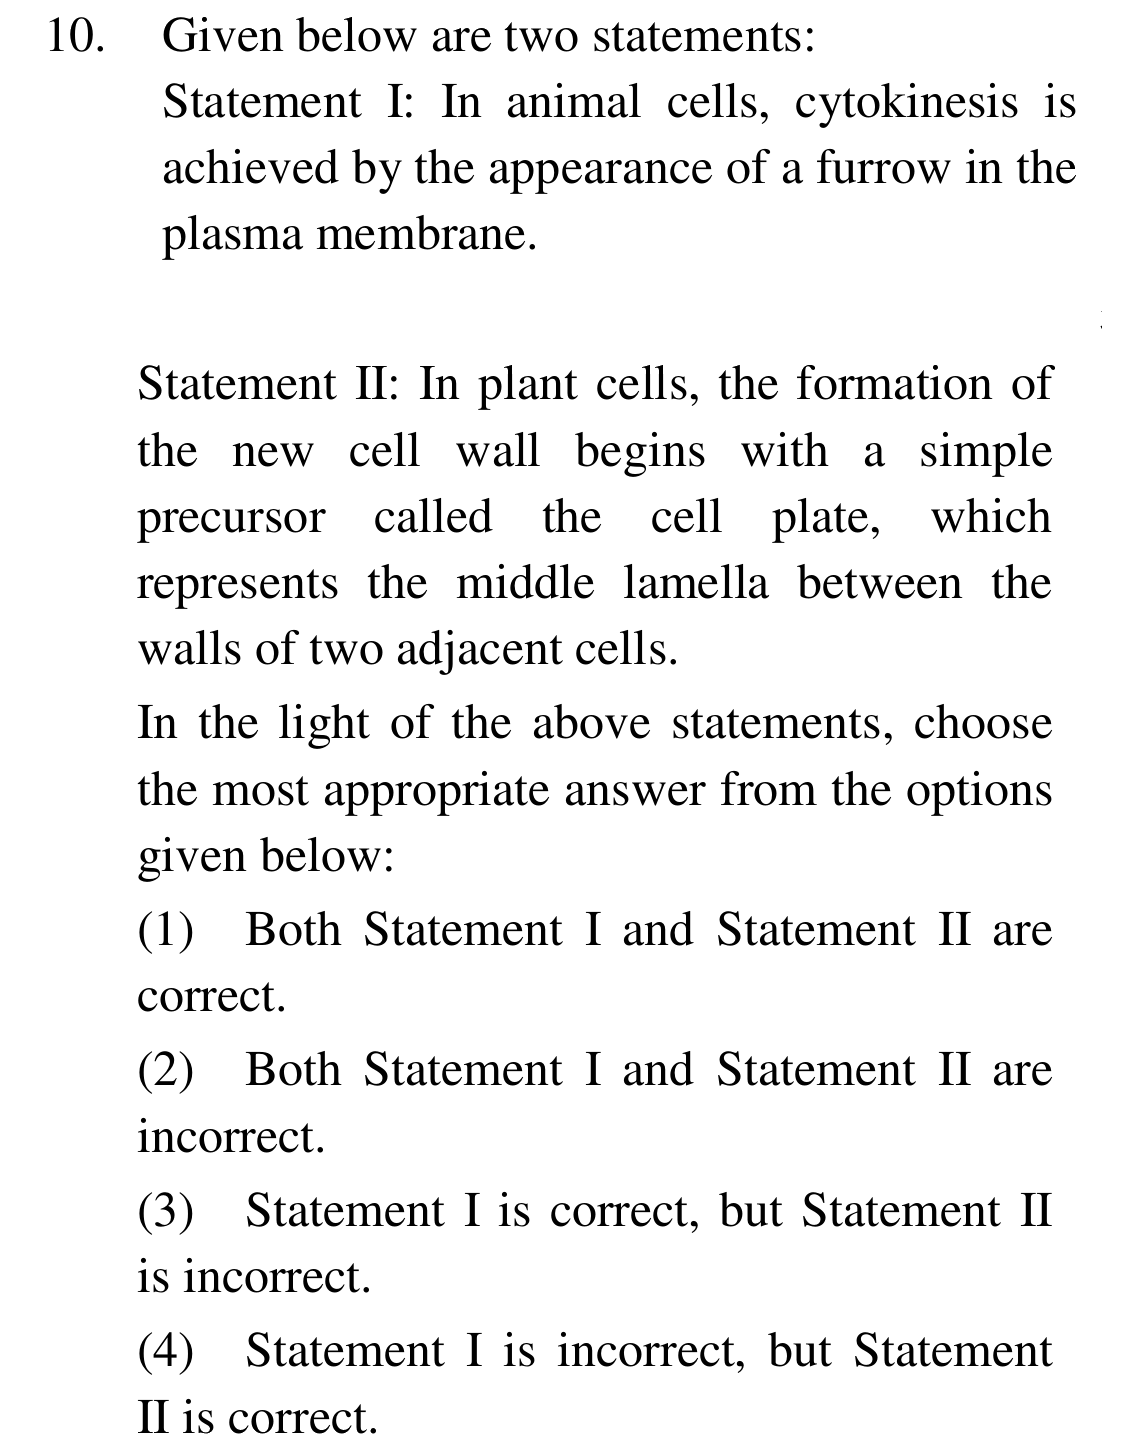 10. Given below are two statements:
Statement I: In animal cells, cytokinesis is
achieved by the appearance of a furrow in the
plasma membrane.
Statement II: In plant cells, the formation of
the new cell wall begins with a simple
precursor called the cell plate, which
represents the middle lamella between the
walls of two adjacent cells.
In the light of the above statements, choose
the most appropriate answer from the options
given below:
(1) Both Statement I and Statement II are
correct.
(2) Both Statement I and Statement II are
incorrect.
(3) Statement I is correct, but Statement II
is incorrect.
(4) Statement I is incorrect, but Statement
II is correct.